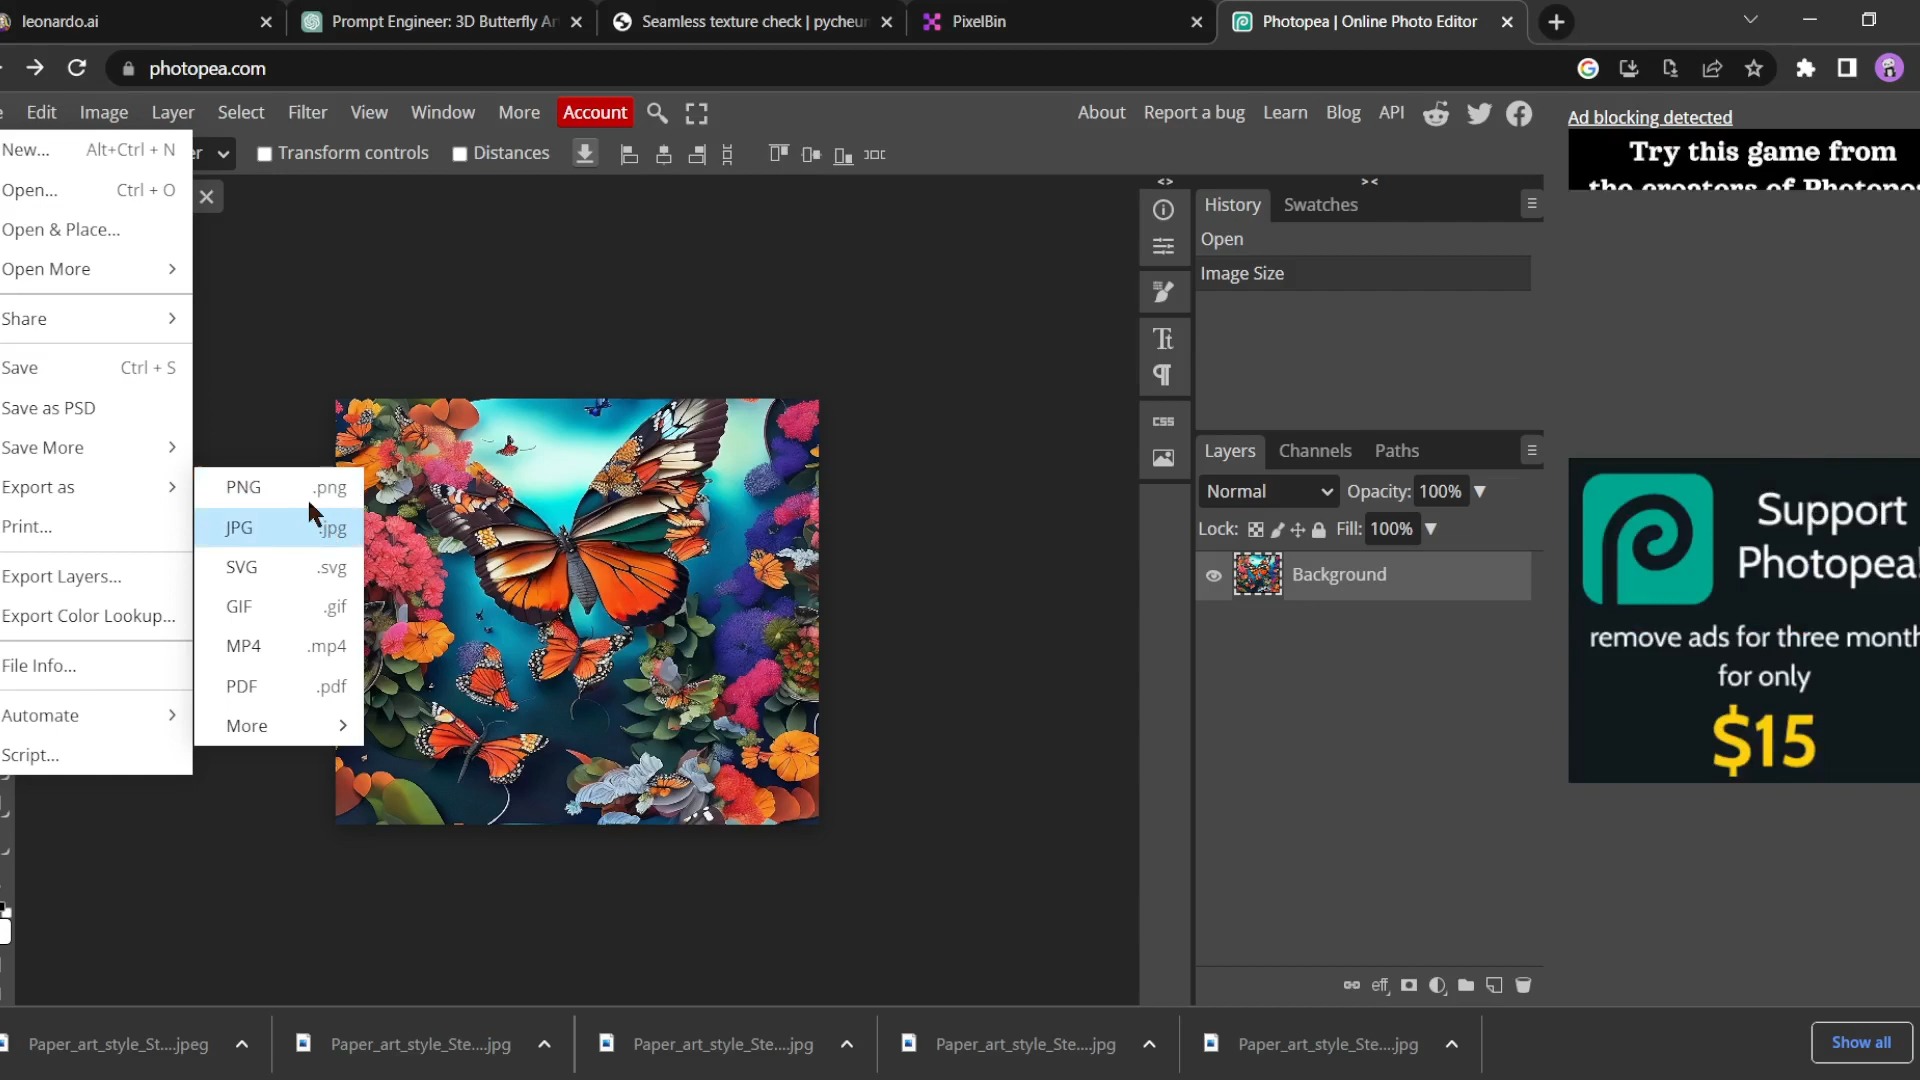 leonardo.ai
Prompt Engineer: 3D Butterfly Ar
Seamless texture check | pycheur
PixelBin
Photopea | Online Photo Editor
photopea.com
Edit Image Layer Select Filter View Window More Account
About Report a bug Learn Blog API
Ad blocking detected
Try this game from
the creators of Photopea
Transform controls Distances
New... Alt+Ctrl + N
Open... Ctrl + O
Open & Place...
Open More
Share
Save Ctrl + S
Save as PSD
Save More
Export as
Print...
Export Layers...
Export Color Lookup...
File Info...
Automate
Script...
PNG .png
JPG .jpg
SVG .svg
GIF .gif
MP4 .mp4
PDF .pdf
More
History Swatches
Open
Image Size
CSS
Layers Channels Paths
Normal Opacity: 100%
Lock: Fill: 100%
Background
eff
Support
Photopea!
remove ads for three month
for only
$15
Paper_art_style_St....jpeg
Paper_art_style_Ste....jpg
Paper_art_style_Ste....jpg
Paper_art_style_Ste....jpg
Paper_art_style_Ste....jpg
Show all